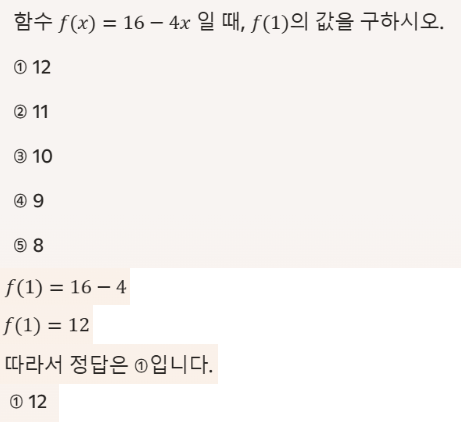 함수 f(x) = 16 − 4x 일 때, f(1)의 값을 구하시오.
① 12
② 11
③ 10
④ 9
⑤ 8
f(1) = 16 − 4
f(1) = 12
따라서 정답은 ①입니다.
① 12